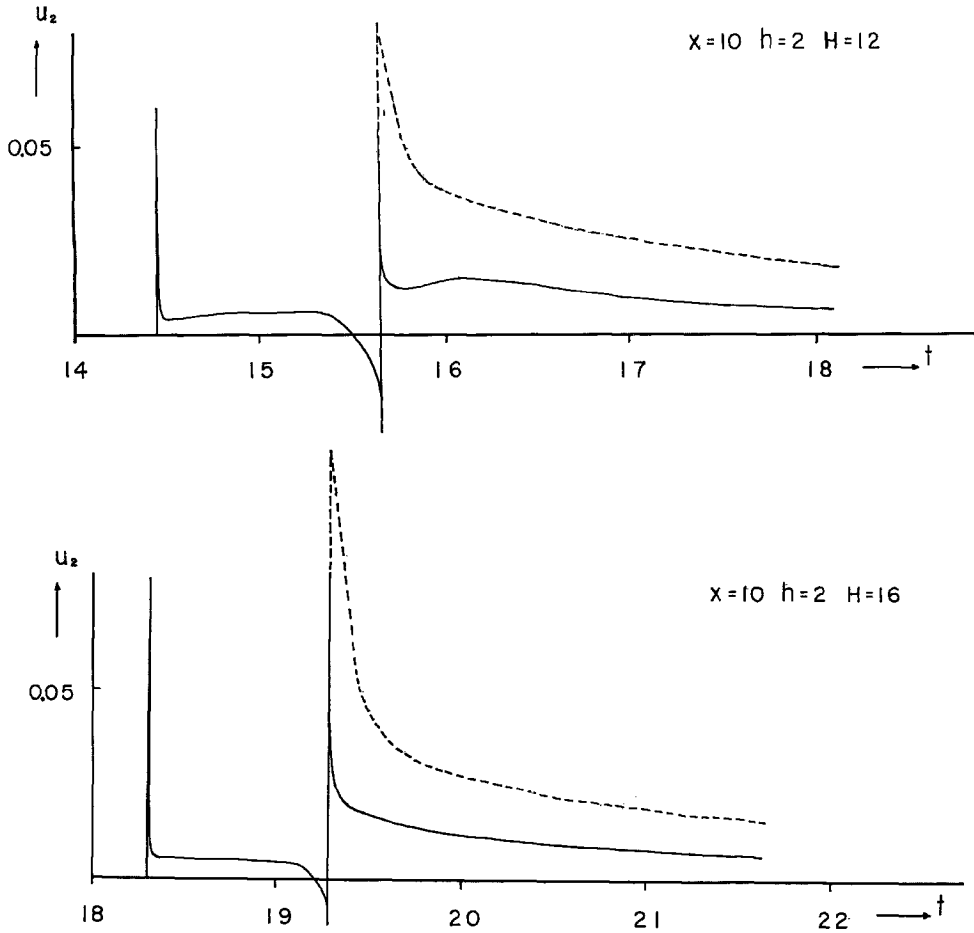 u₂
x=10 h=2 H=12
0.05
14 15 16 17 18 t
u₂
x=10 h=2 H=16
0.05
18 19 20 21 22 t